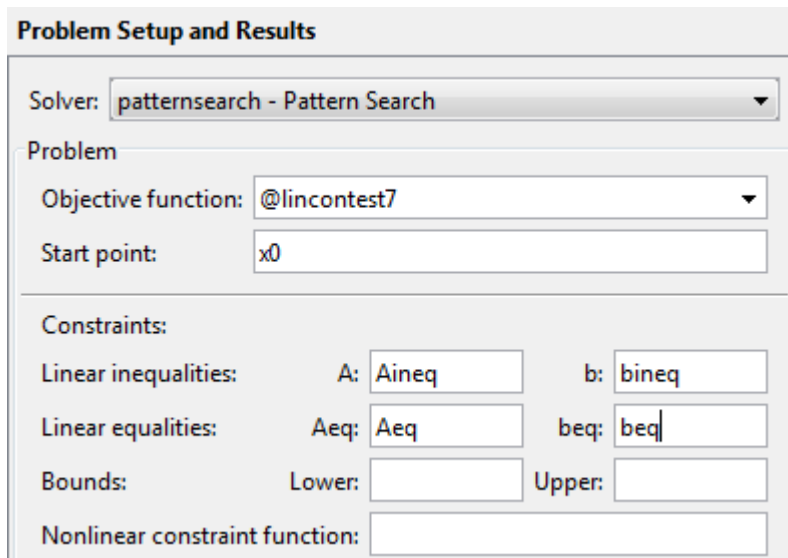 Problem Setup and Results
Solver: patternsearch - Pattern Search
Problem
Objective function: @lincontest7
Start point: x0
Constraints:
Linear inequalities: A: Aineq b: bineq
Linear equalities: Aeq: Aeq beq: beq
Bounds: Lower: Upper:
Nonlinear constraint function: